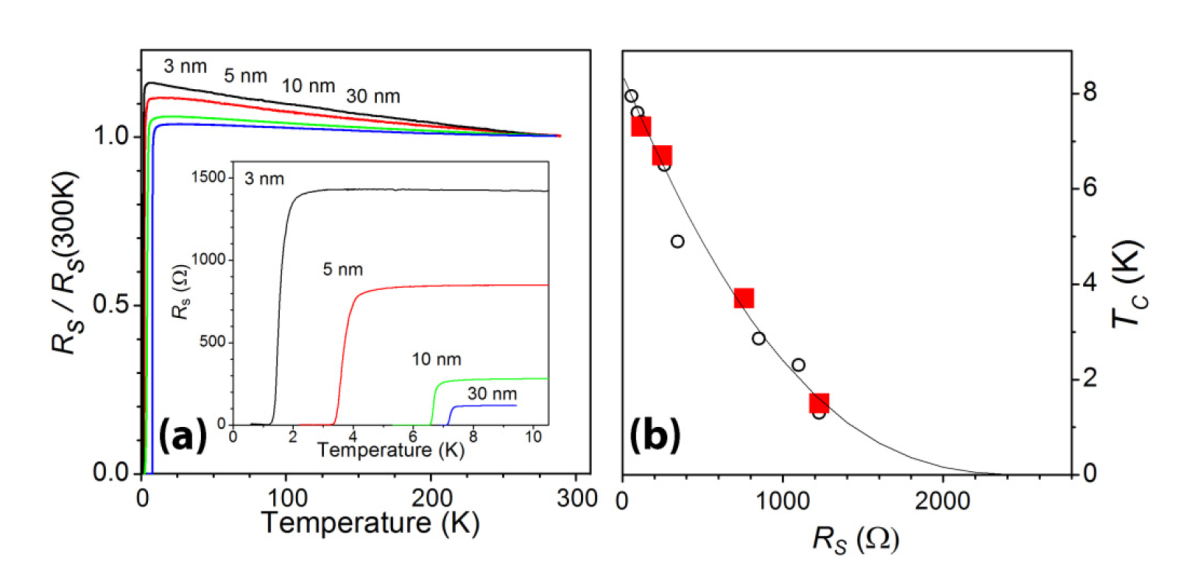 3 nm
5 nm
10 nm
30 nm
1.0
0.5
0.0
R_S / R_S(300K)
0 100 200 300
Temperature (K)
(a)
1500
1000
500
0
R_s (Ω)
3 nm
5 nm
10 nm
30 nm
0 2 4 6 8 10
Temperature (K)
(b)
8
6
4
2
0
T_C (K)
0 1000 2000
R_S (Ω)